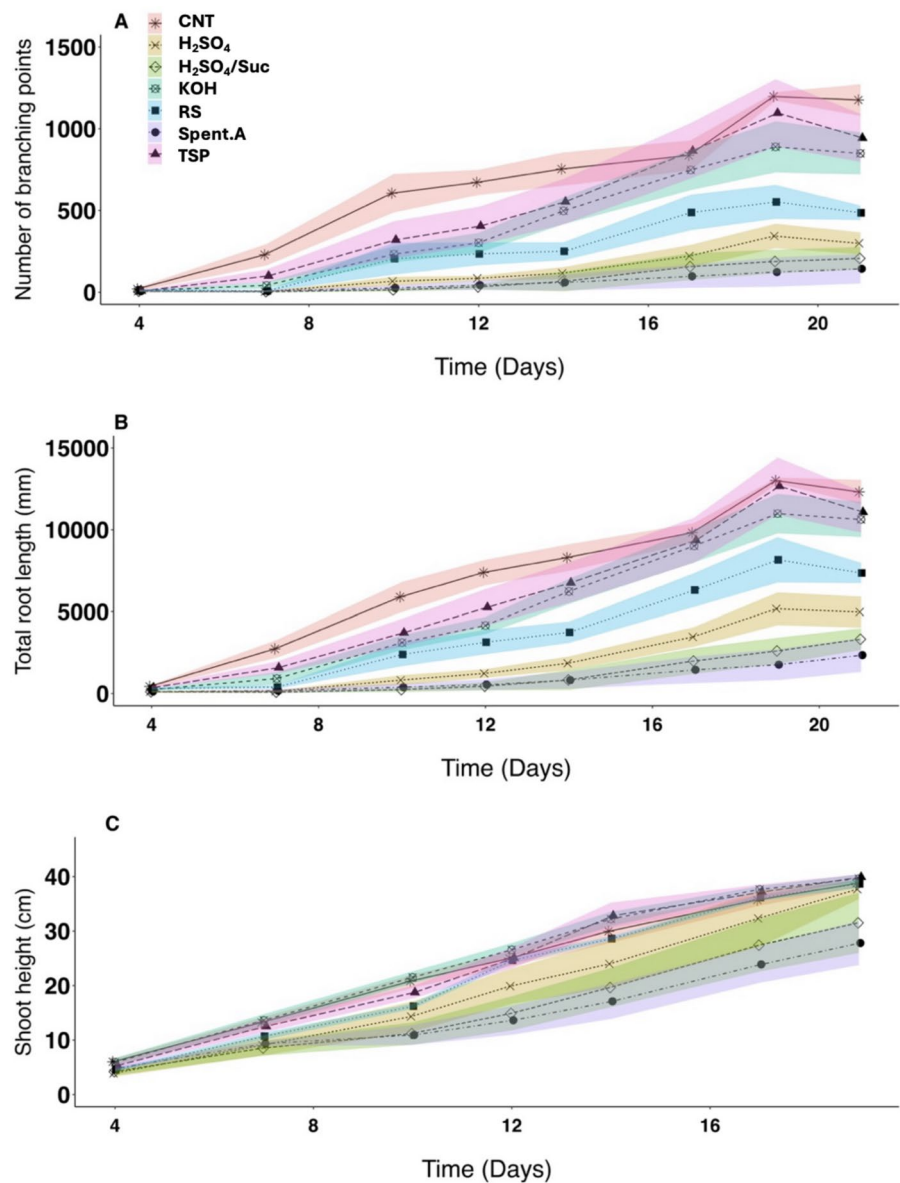 A
CNT
H₂SO₄
H₂SO₄/Suc
KOH
RS
Spent.A
TSP
Number of branching points
1500
1000
500
0
4 8 12 16 20
Time (Days)
B
Total root length (mm)
15000
10000
5000
0
4 8 12 16 20
Time (Days)
C
Shoot height (cm)
40
30
20
10
0
4 8 12 16
Time (Days)